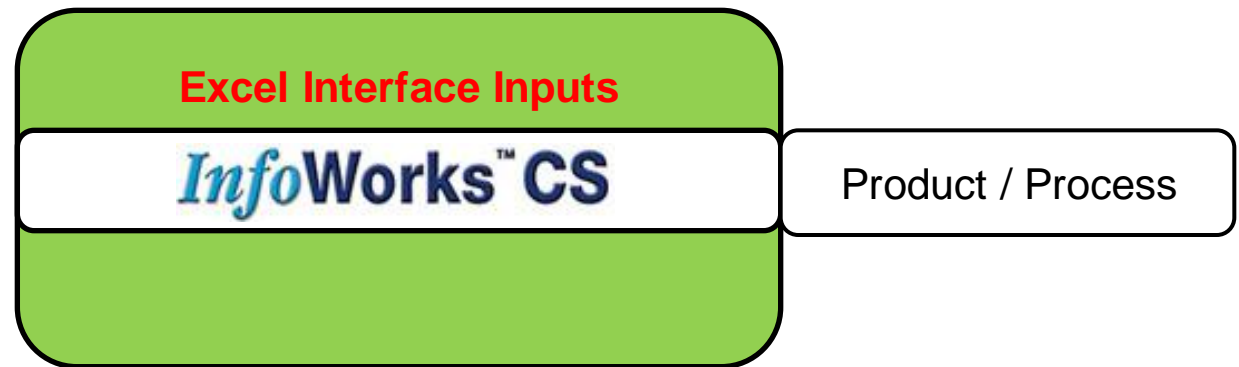 Excel Interface Inputs
InfoWorks™ CS
Product / Process